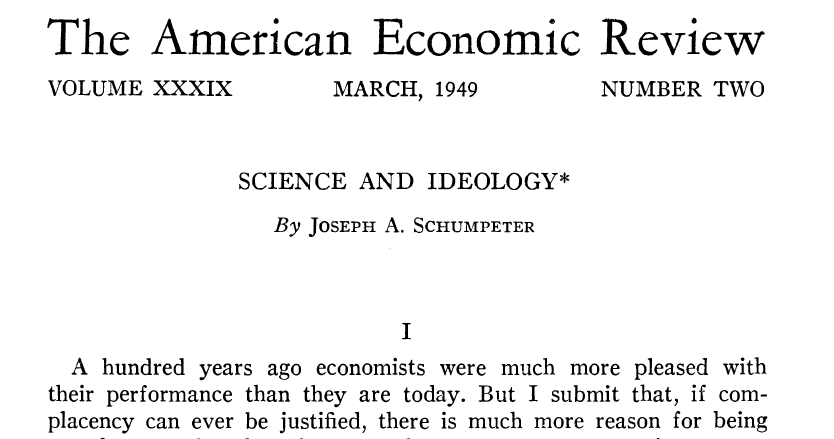 The American Economic Review
VOLUME XXXIX MARCH, 1949 NUMBER TWO
SCIENCE AND IDEOLOGY*
By JOSEPH A. SCHUMPETER
I
A hundred years ago economists were much more pleased with
their performance than they are today. But I submit that, if com-
placency can ever be justified, there is much more reason for being